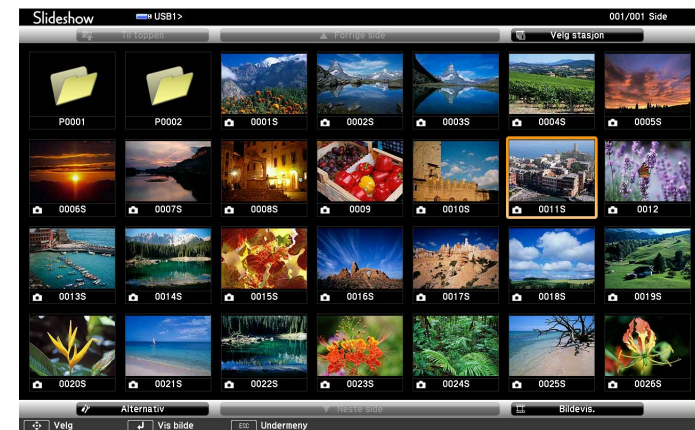 Slideshow USB1> 001/001 Side
Til toppen Forrige side Velg stasjon
P0001 P0002 0001S 0002S 0003S 0004S 0005S
0006S 0007S 0008S 0009 0010S 0011S 0012
0013S 0014S 0015S 0016S 0017S 0018S 0019S
0020S 0021S 0022S 0023S 0024S 0025S 0026S
Alternativ Neste side Bildevis.
Velg Vis bilde ESC Undermeny